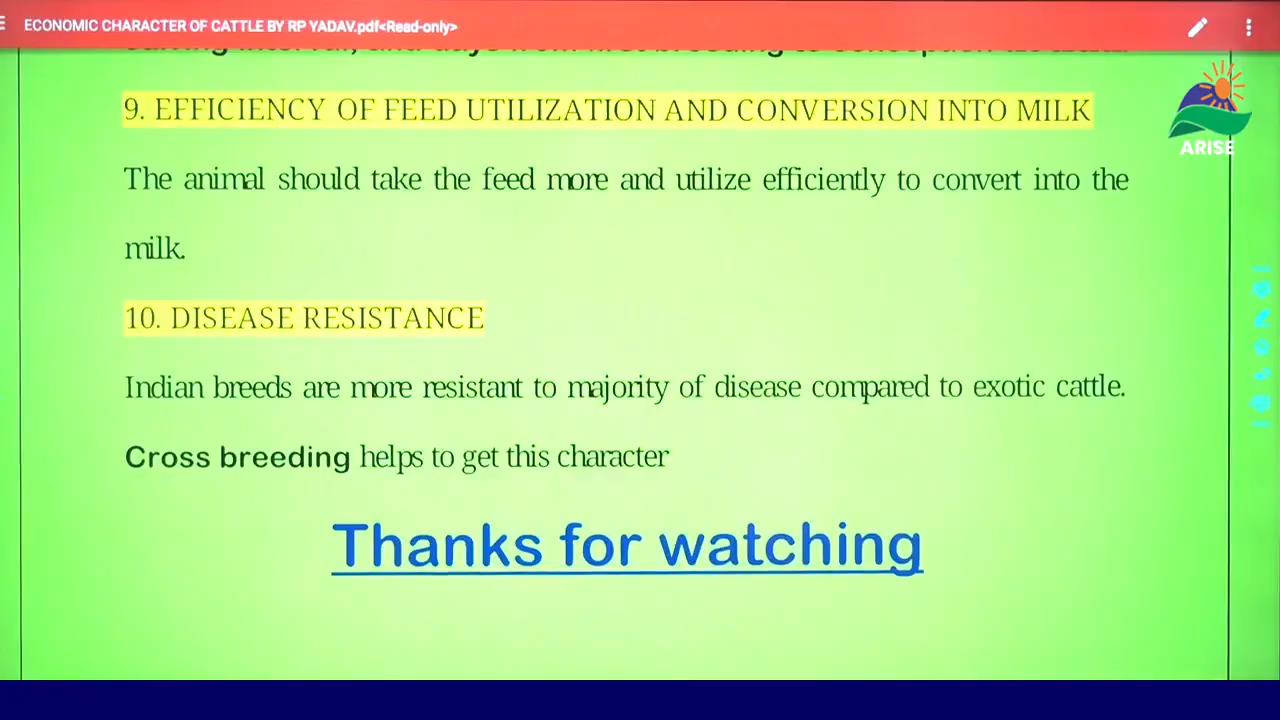 ECONOMIC CHARACTER OF CATTLE BY RP YADAV.pdf<Read-only>
9. EFFICIENCY OF FEED UTILIZATION AND CONVERSION INTO MILK
ARISE
The animal should take the feed more and utilize efficiently to convert into the
milk.
10. DISEASE RESISTANCE
Indian breeds are more resistant to majority of disease compared to exotic cattle.
Cross breeding helps to get this character
Thanks for watching